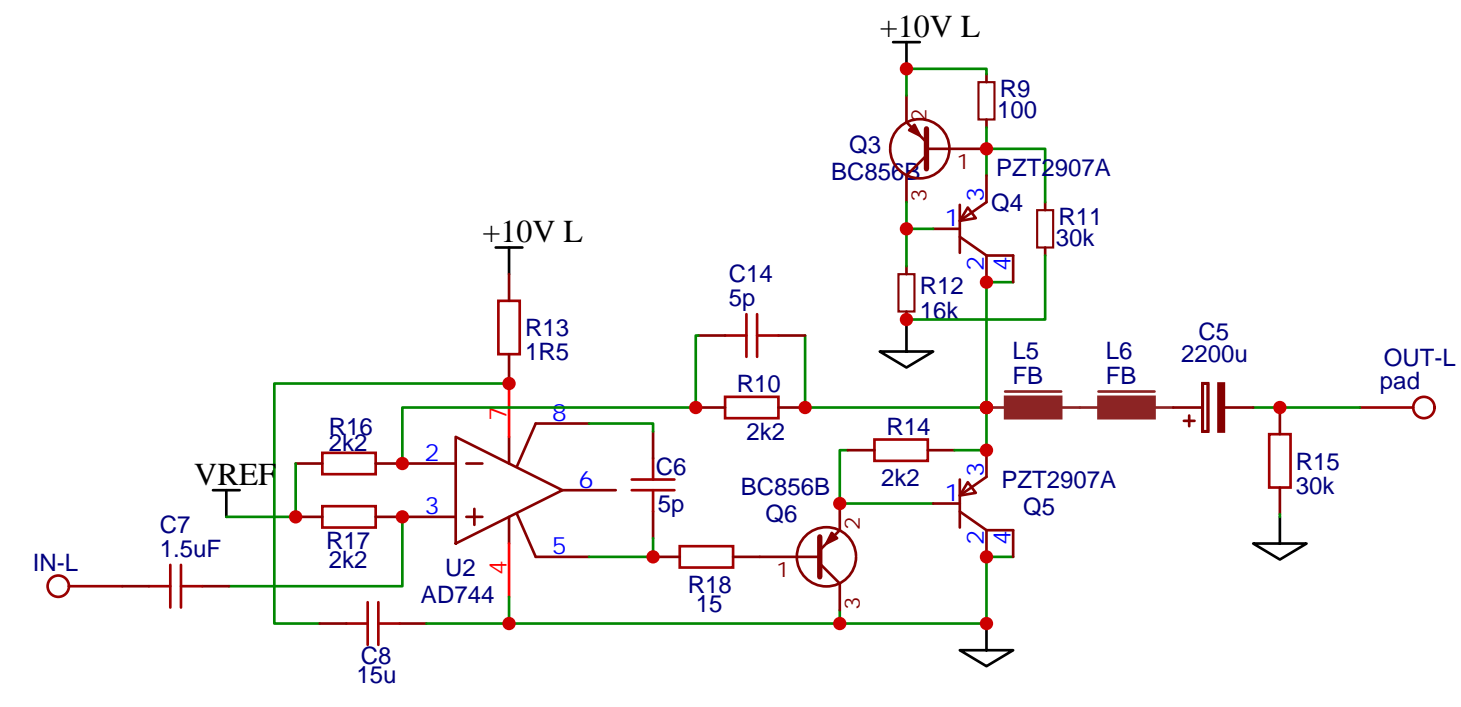 +10V L
R9
100
2
Q3
BC856B
1
PZT2907A
3
Q4
1
3
R11
30k
2
4
R12
16k
+10V L
C14
5p
R13
1R5
R10
2k2
L5
FB
L6
FB
C5
2200u
+
OUT-L
pad
7
8
R16
2k2
2
R14
2k2
3
VREF
6
C6
5p
BC856B
Q6
1
PZT2907A
Q5
R15
30k
3
2
C7
1.5uF
R17
2k2
IN-L
U2
AD744
4
5
R18
15
1
3
2
4
C8
15u